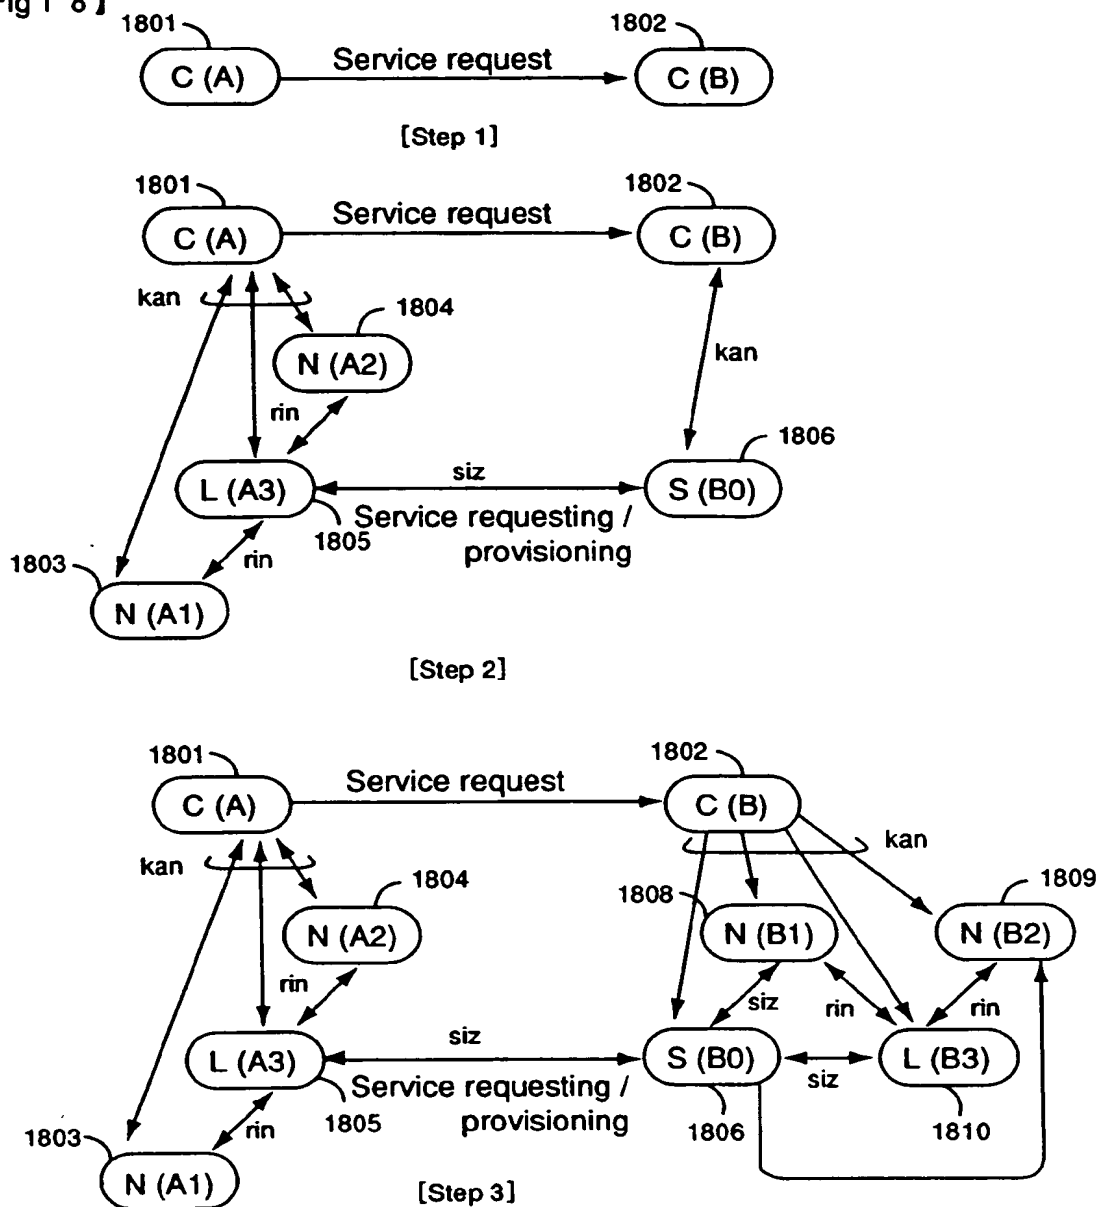 ig 1 8】
1801
1802
C (A)
Service request
C (B)
[Step 1]
1801
1802
C (A)
Service request
C (B)
kan
1804
N (A2)
kan
rin
1806
L (A3)
siz
S (B0)
1805
Service requesting /
provisioning
rin
1803
N (A1)
[Step 2]
1801
1802
C (A)
Service request
C (B)
kan
kan
1804
1808
1809
N (A2)
N (B1)
N (B2)
rin
siz
rin
rin
L (A3)
siz
S (B0)
siz
L (B3)
Service requesting /
provisioning
1805
1806
1810
rin
1803
N (A1)
[Step 3]